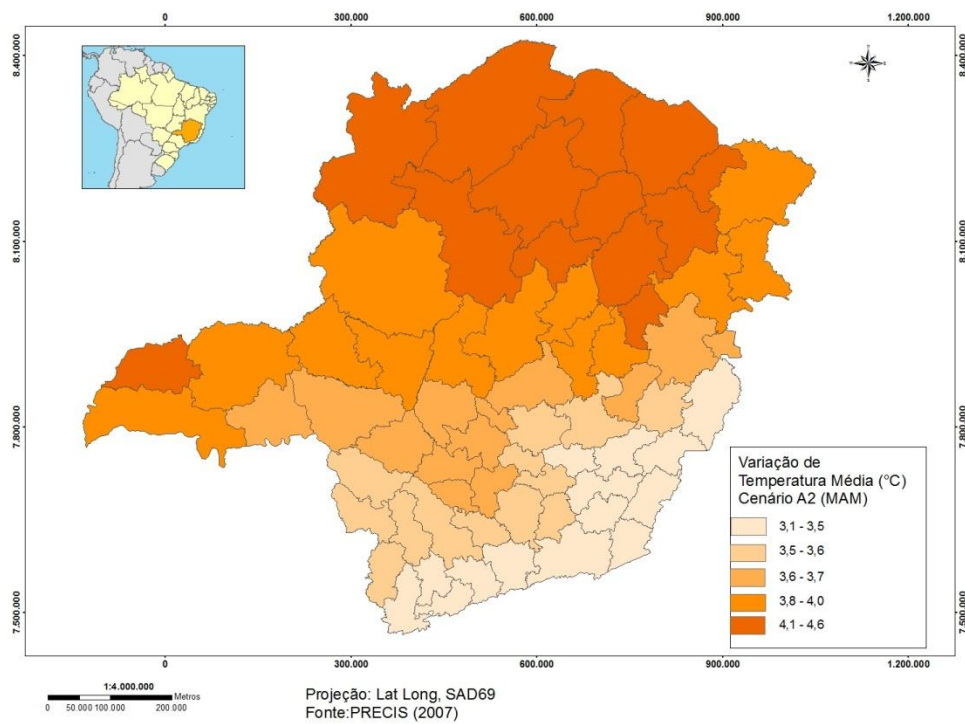 0 300.000 600.000 900.000 1.200.000
8.400.000 8.400.000
8.100.000 8.100.000
7.800.000 7.800.000
7.500.000 7.500.000
Variação de
Temperatura Média (°C)
Cenário A2 (MAM)
3,1 - 3,5
3,5 - 3,6
3,6 - 3,7
3,8 - 4,0
4,1 - 4,6
0 300.000 600.000 900.000 1.200.000
1:4.000.000
Metros
0 50.000 100.000 200.000
Projeção: Lat Long, SAD69
Fonte:PRECIS (2007)